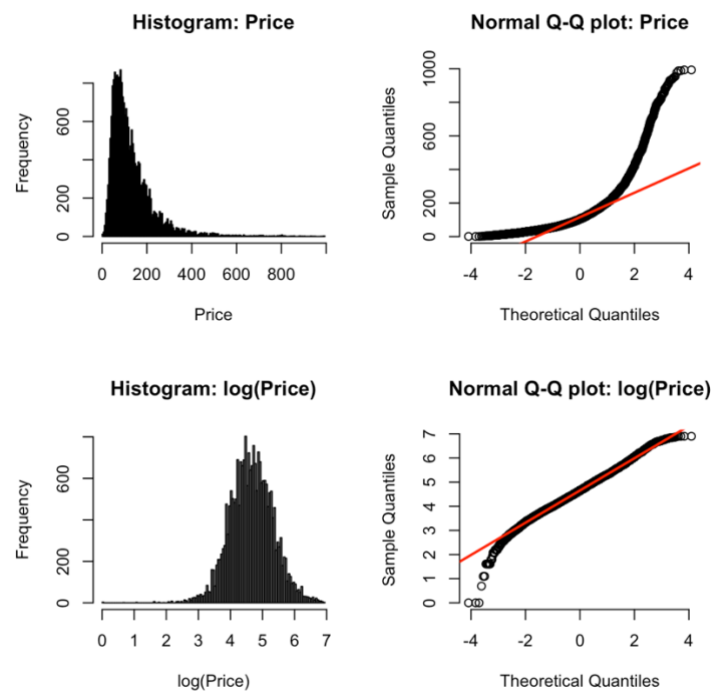 Histogram: Price
Frequency
0 200 600
0 200 400 600 800
Price
Normal Q-Q plot: Price
Sample Quantiles
0 200 600 1000
-4 -2 0 2 4
Theoretical Quantiles
Histogram: log(Price)
Frequency
0 200 600
0 1 2 3 4 5 6 7
log(Price)
Normal Q-Q plot: log(Price)
Sample Quantiles
0 1 2 3 4 5 6 7
-4 -2 0 2 4
Theoretical Quantiles